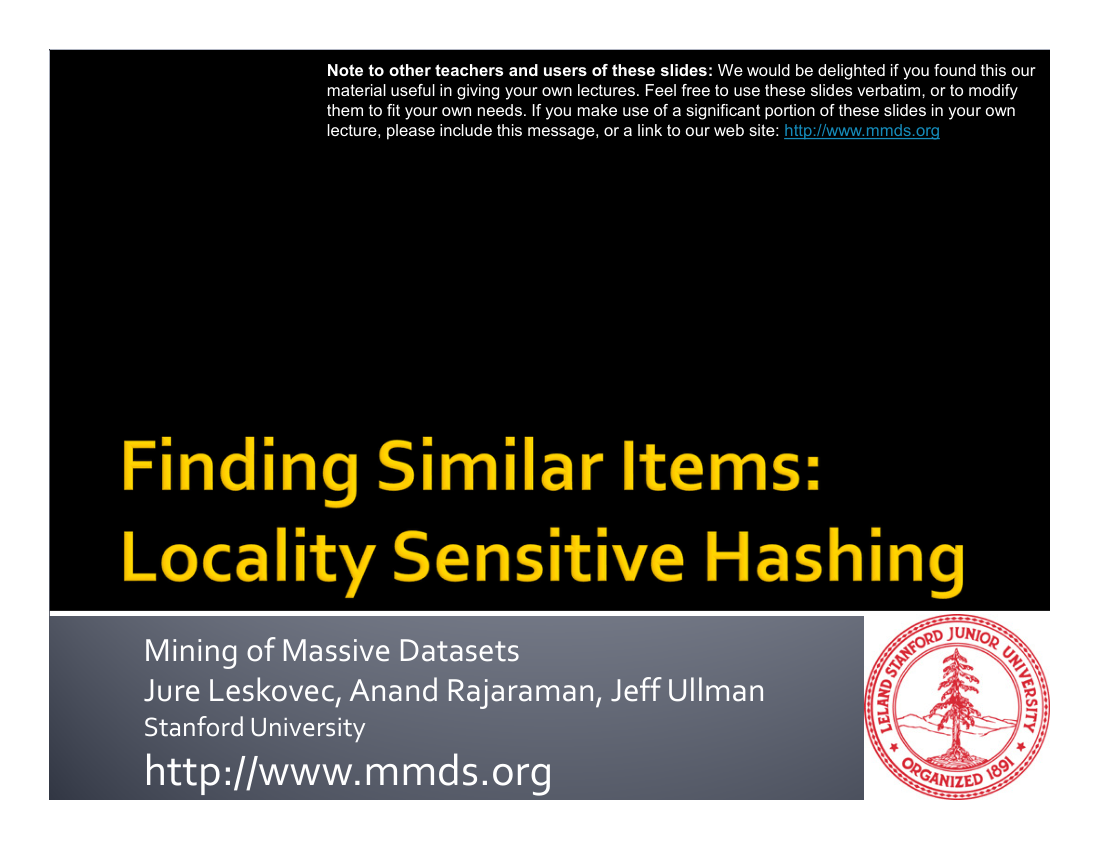 Note to other teachers and users of these slides: We would be delighted if you found this our
material useful in giving your own lectures. Feel free to use these slides verbatim, or to modify
them to fit your own needs. If you make use of a significant portion of these slides in your own
lecture, please include this message, or a link to our web site: http://www.mmds.org
Finding Similar Items:
Locality Sensitive Hashing
Mining of Massive Datasets
Jure Leskovec, Anand Rajaraman, Jeff Ullman
Stanford University
http://www.mmds.org
LELAND STANFORD JUNIOR UNIVERSITY
ORGANIZED 1891